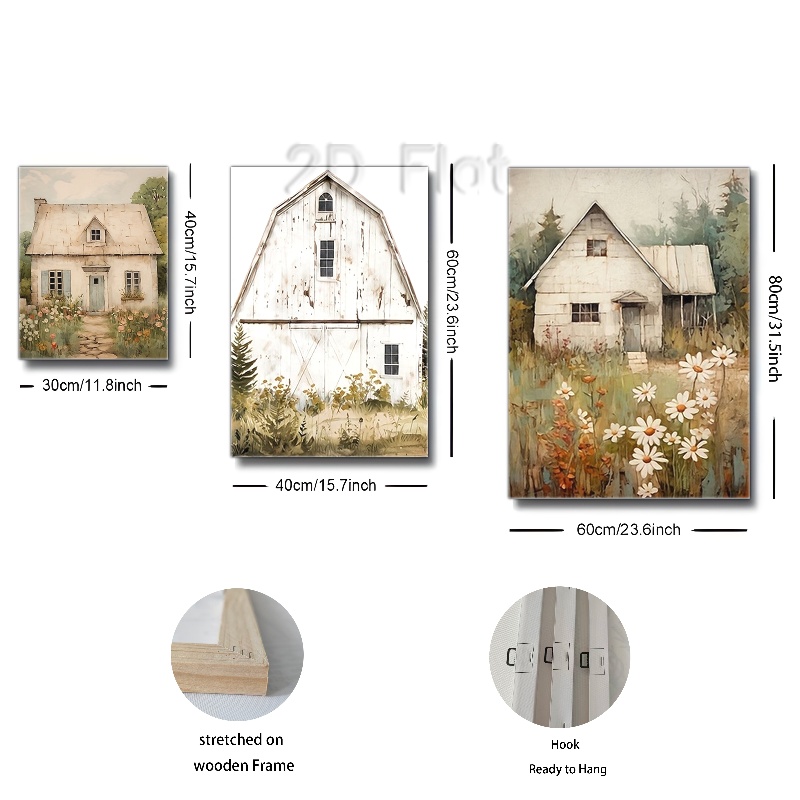 2D Flat
40cm/15.7inch
30cm/11.8inch
60cm/23.6inch
40cm/15.7inch
80cm/31.5inch
60cm/23.6inch
stretched on
wooden Frame
Hook
Ready to Hang